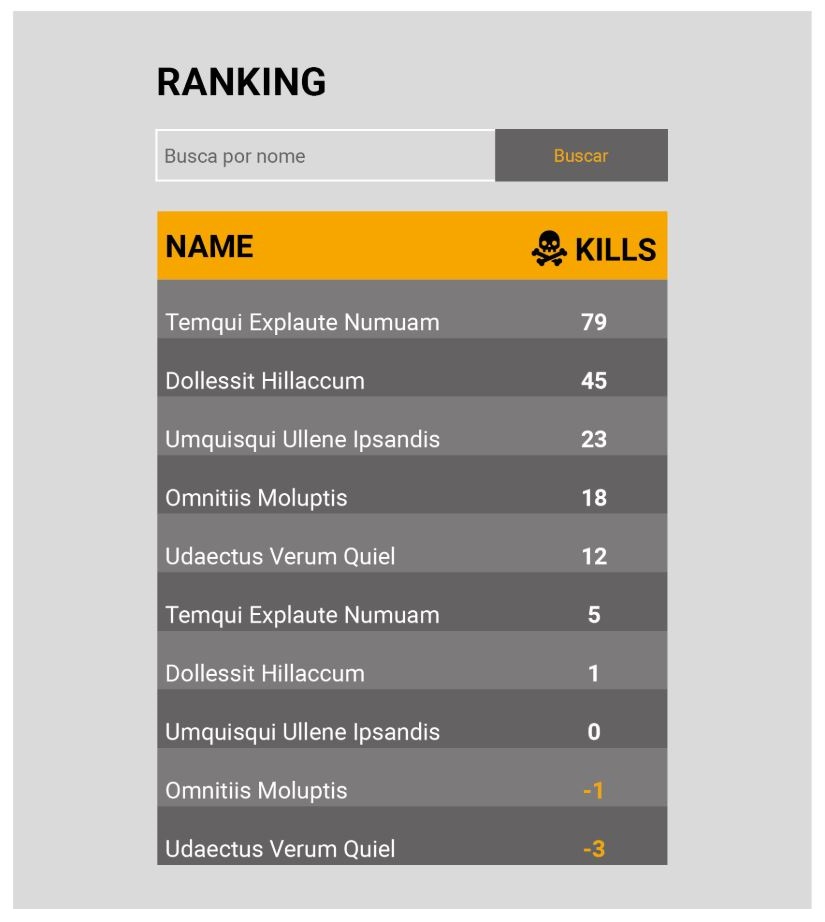 RANKING
Busca por nome Buscar
NAME KILLS
Temqui Explaute Numuam 79
Dollessit Hillaccum 45
Umquisqui Ullene Ipsandis 23
Omnitiis Moluptis 18
Udaectus Verum Quiel 12
Temqui Explaute Numuam 5
Dollessit Hillaccum 1
Umquisqui Ullene Ipsandis 0
Omnitiis Moluptis -1
Udaectus Verum Quiel -3